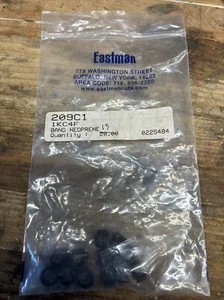 Eastman
779 WASHINGTON STREET
BUFFALO, NEW YORK, 14203
AREA CODE: 716, 856-2200
www.eastmancuts.com
209C1
1KC4F
BAND NEOPRENE
Quantity : 20.00 0225484